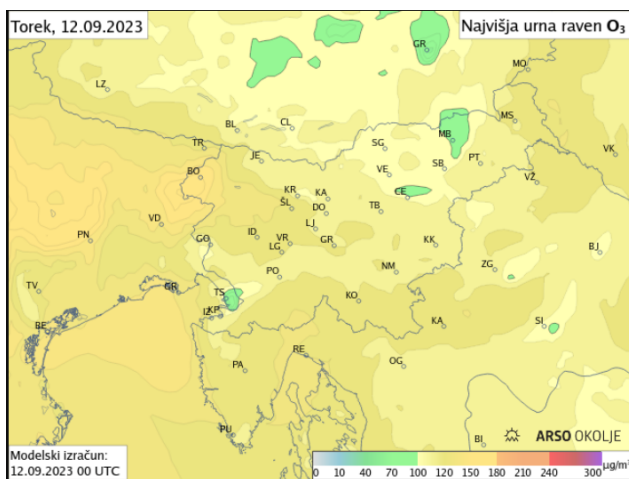 Torek, 12.09.2023
Najvišja urna raven O₃
GR
MO
LZ
BL
CL
MS
MB
TR
JE
SG
VK
SB
PT
BO
VE
VŽ
KR
KA
CE
ŠL
DO
TB
VD
LJ
PN
ID
VR
GR
KK
GO
LG
BJ
ZG
PO
NM
TV
GR
TS
KO
KP
IZ
BE
KA
SI
RE
OG
PA
PU
BI
ARSO OKOLJE
Modelski izračun:
12.09.2023 00 UTC
0 10 40 70 100 120 150 180 210 240 300 µg/m³